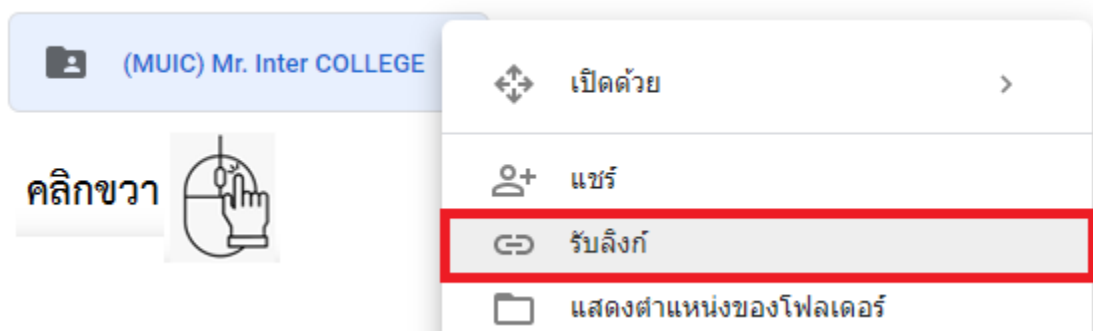 (MUIC) Mr. Inter COLLEGE
เปิดด้วย
คลิกขวา
แชร์
รับลิงก์
แสดงตำแหน่งของโฟลเดอร์